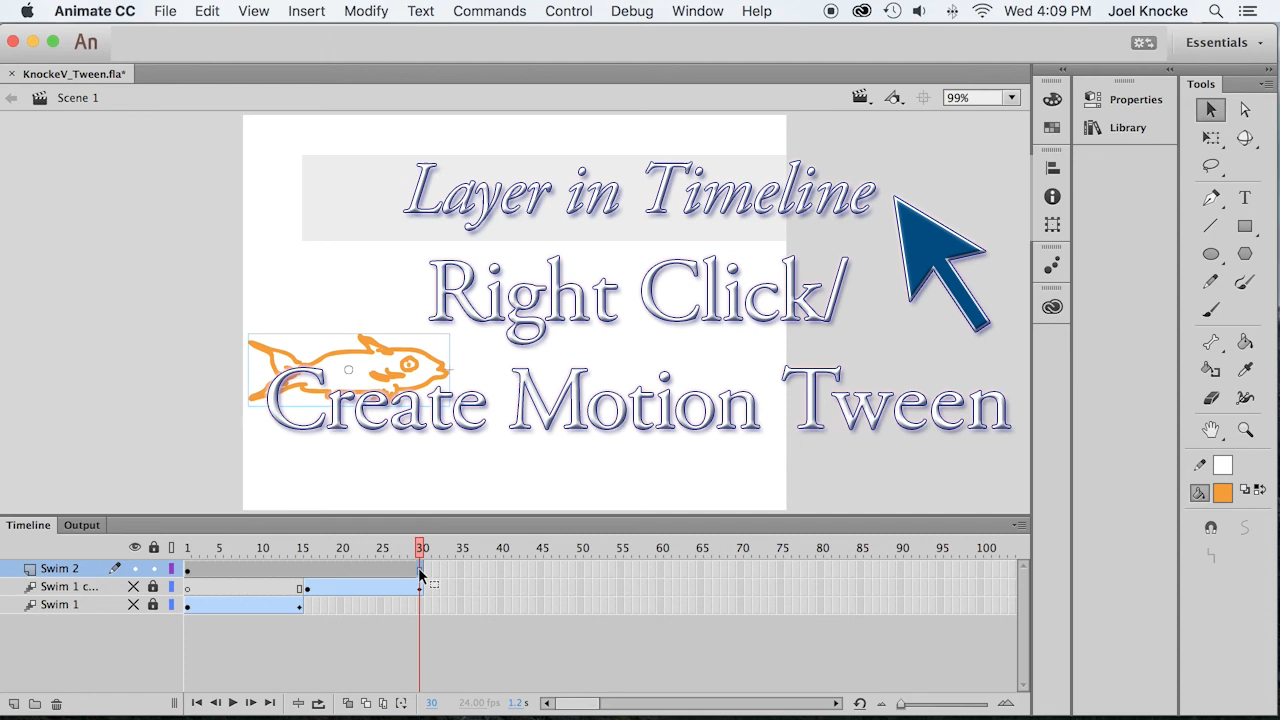 Animate CC File Edit View Insert Modify Text Commands Control Debug Window Help Wed 4:09 PM Joel Knocke
An Essentials
KnockeV_Tween.fla*
Scene 1 99%
Tools
Properties
Library
Layer in Timeline
Right Click/
Create Motion Tween
Timeline Output
1 5 10 15 20 25 30 35 40 45 50 55 60 65 70 75 80 85 90 95 100
Swim 2
Swim 1 c...
Swim 1
30 24.00 fps 1.2 s